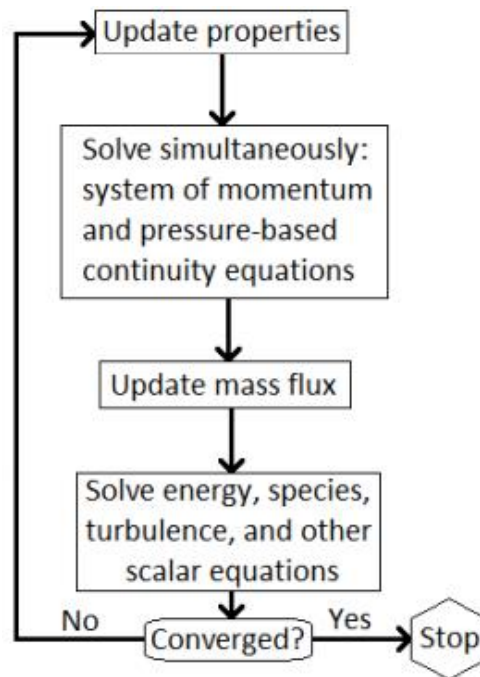 Update properties
Solve simultaneously:
system of momentum
and pressure-based
continuity equations
Update mass flux
Solve energy, species,
turbulence, and other
scalar equations
No
Converged?
Yes
Stop